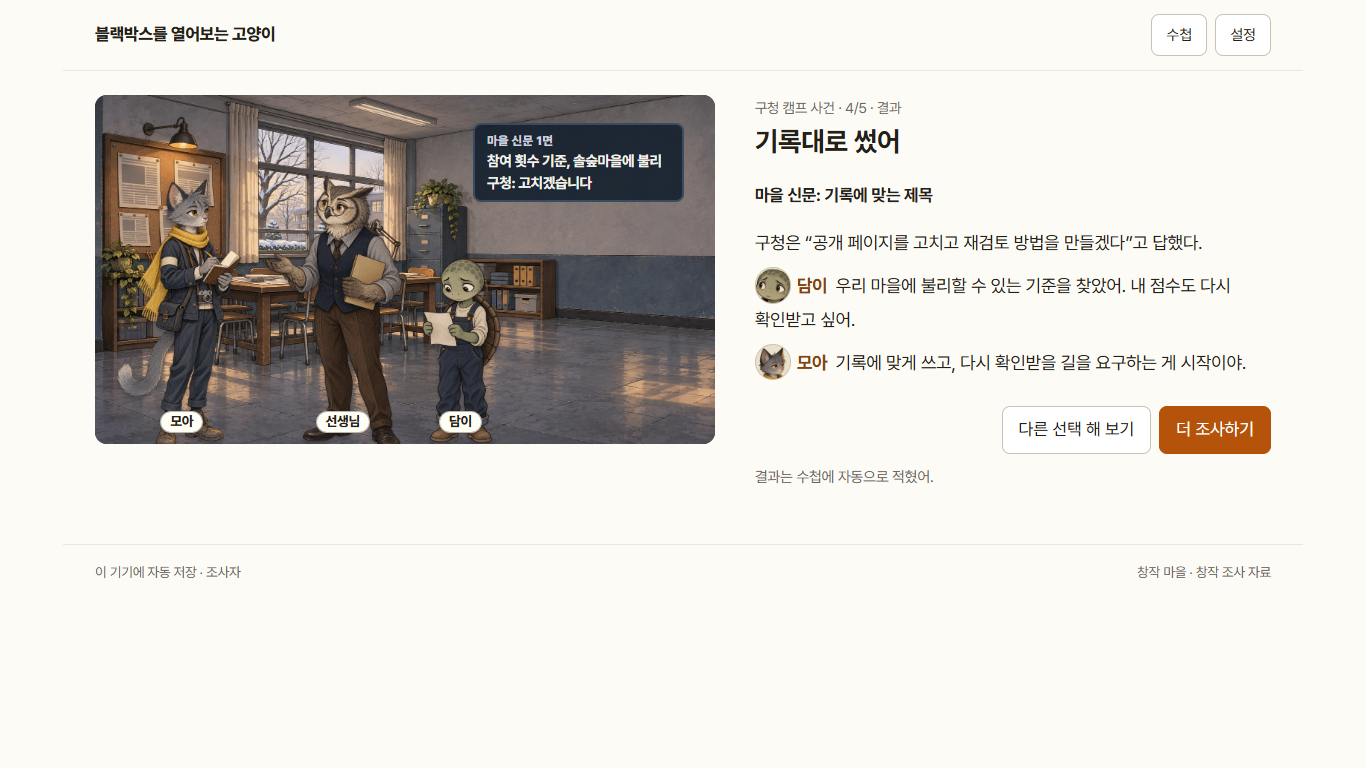 블랙박스를 열어보는 고양이
수첩
설정
마을 신문 1면
참여 횟수 기준, 솔숲마을에 불리
구청: 고치겠습니다
모아
선생님
담이
구청 캠프 사건 · 4/5 · 결과
기록대로 썼어
마을 신문: 기록에 맞는 제목
구청은 “공개 페이지를 고치고 재검토 방법을 만들겠다”고 답했다.
담이 우리 마을에 불리할 수 있는 기준을 찾았어. 내 점수도 다시
확인받고 싶어.
모아 기록에 맞게 쓰고, 다시 확인받을 길을 요구하는 게 시작이야.
다른 선택 해 보기
더 조사하기
결과는 수첩에 자동으로 적혔어.
이 기기에 자동 저장 · 조사자
창작 마을 · 창작 조사 자료